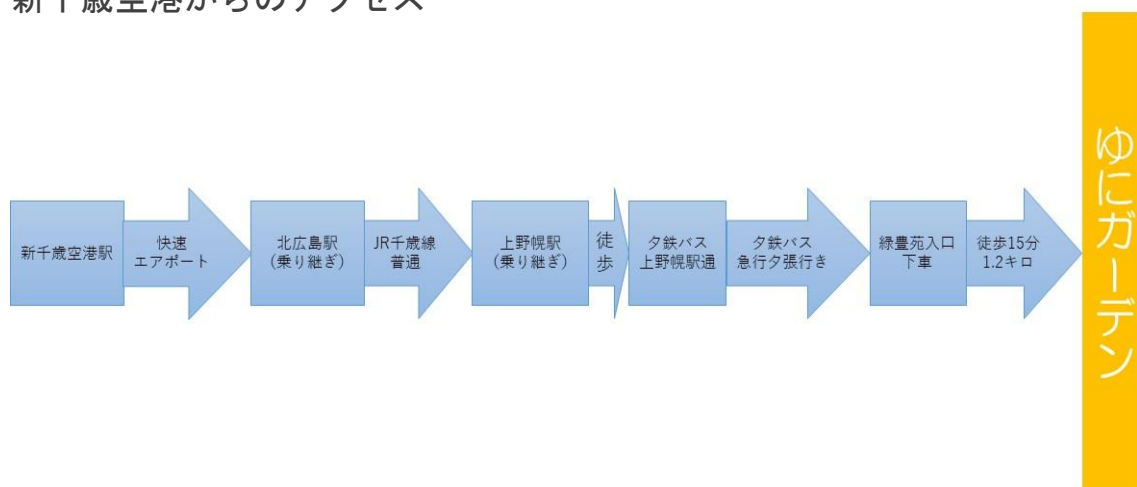 新千歳空港からのアクセス
新千歳空港駅
快速
エアポート
北広島駅
(乗り継ぎ)
JR千歳線
普通
上野幌駅
(乗り継ぎ)
徒
歩
夕鉄バス
上野幌駅通
夕鉄バス
急行夕張行き
緑豊苑入口
下車
徒歩15分
1.2キロ
ゆにガーデン